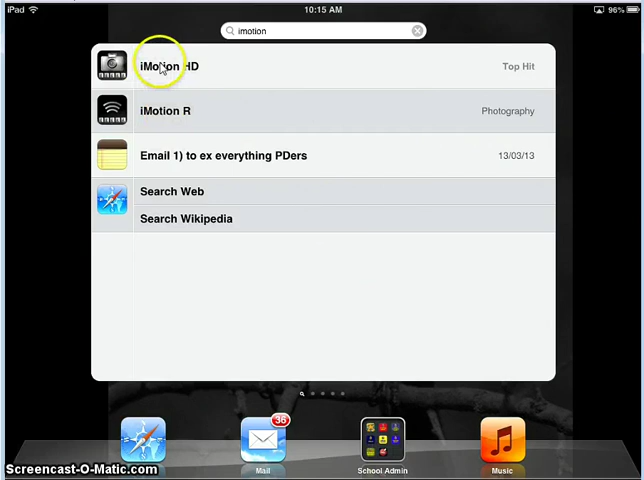 iPad 10:15 AM 96%
imotion
iMotion HD Top Hit
iMotion R Photography
Email 1) to ex everything PDers 13/03/13
Search Web
Search Wikipedia
36
Mail School Admin Music
Screencast-O-Matic.com